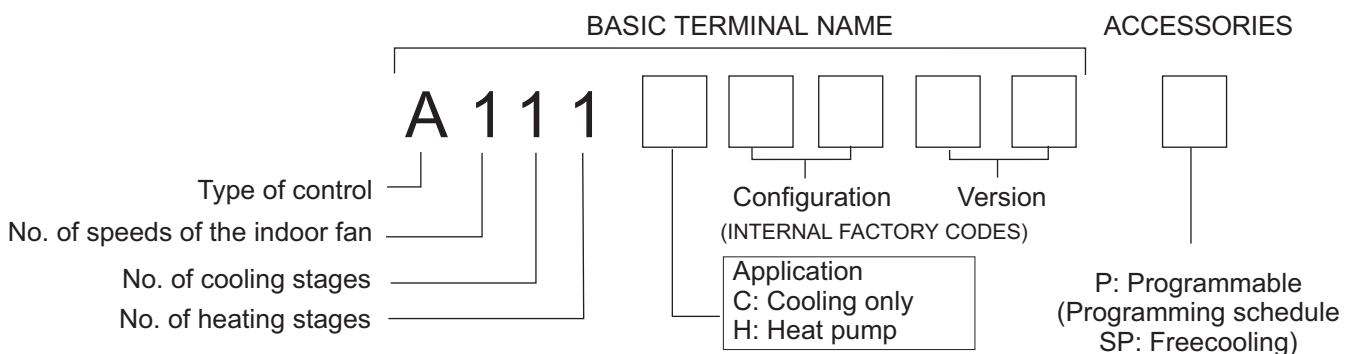 BASIC TERMINAL NAME ACCESSORIES
A 1 1 1
Type of control
No. of speeds of the indoor fan
No. of cooling stages
No. of heating stages
Configuration Version
(INTERNAL FACTORY CODES)
Application
C: Cooling only
H: Heat pump
P: Programmable
(Programming schedule
SP: Freecooling)